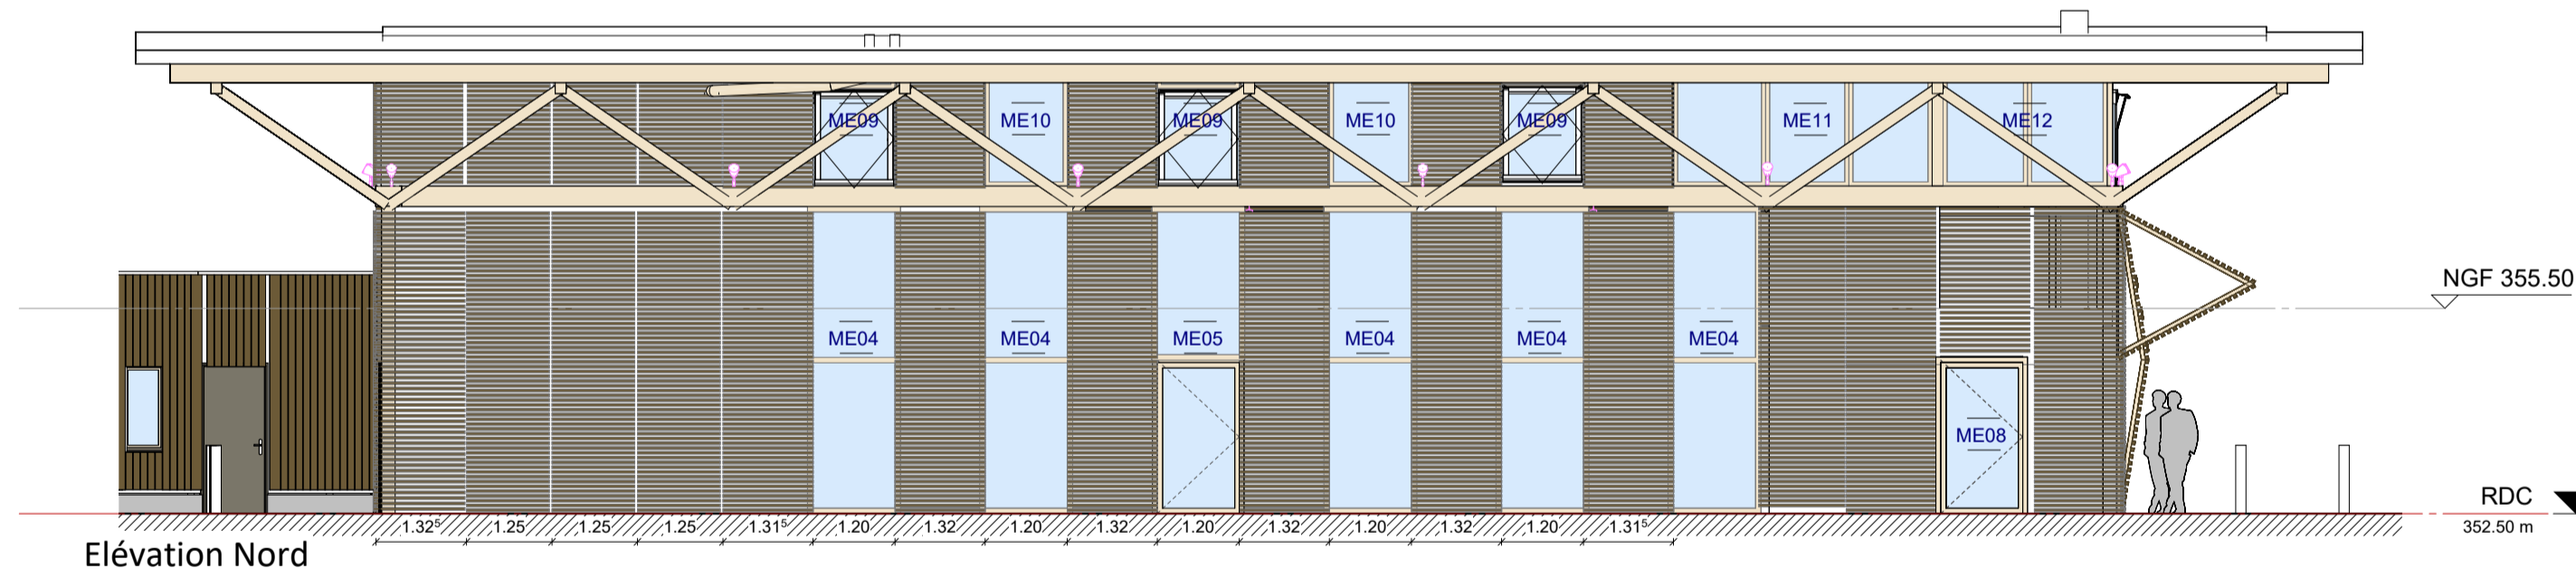 ME09 ME10 ME09 ME10 ME09 ME11 ME12
NGF 355.50
ME04 ME04 ME05 ME04 ME04 ME04
ME08
RDC
1.32⁵ 1.25 1.25 1.25 1.31⁵ 1.20 1.32 1.20 1.32 1.20 1.32 1.20 1.32 1.20 1.31⁵
352.50 m
Elévation Nord